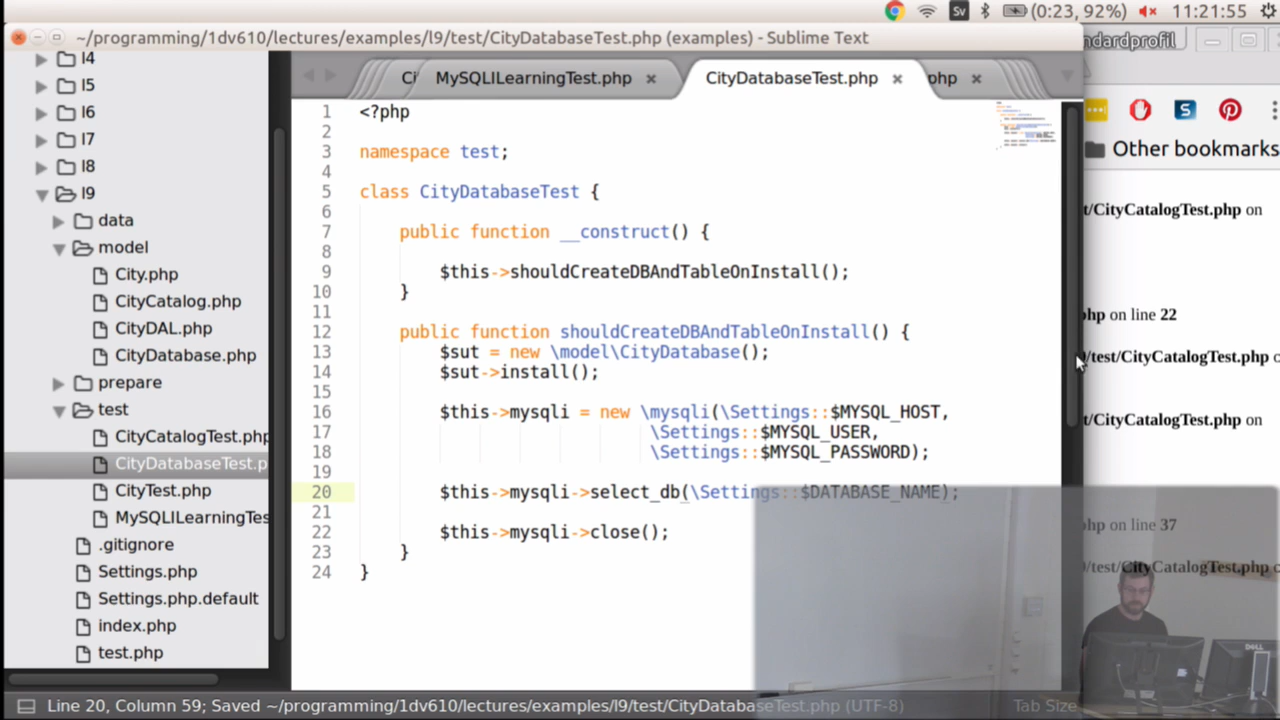 Sv
(0:23, 92%)
11:21:55
~/programming/1dv610/lectures/examples/l9/test/CityDatabaseTest.php (examples) - Sublime Text
ndardprofil
l4
l5
l6
l7
l8
l9
data
model
City.php
CityCatalog.php
CityDAL.php
CityDatabase.php
prepare
test
CityCatalogTest.php
CityDatabaseTest.p
CityTest.php
MySQLILearningTes
.gitignore
Settings.php
Settings.php.default
index.php
test.php
Ci
MySQLILearningTest.php
CityDatabaseTest.php
php
1 <?php
2
3 namespace test;
4
5 class CityDatabaseTest {
6
7 public function __construct() {
8
9 $this->shouldCreateDBAndTableOnInstall();
10 }
11
12 public function shouldCreateDBAndTableOnInstall() {
13 $sut = new \model\CityDatabase();
14 $sut->install();
15
16 $this->mysqli = new \mysqli(\Settings::$MYSQL_HOST,
17 \Settings::$MYSQL_USER,
18 \Settings::$MYSQL_PASSWORD);
19
20 $this->mysqli->select_db(\Settings::$DATABASE_NAME);
21
22 $this->mysqli->close();
23 }
24 }
Other bookmarks
t/CityCatalogTest.php on
php on line 22
/test/CityCatalogTest.php o
t/CityCatalogTest.php on
php on line 37
/test/CityCatalogTest.php o
DELL
Line 20, Column 59; Saved ~/programming/1dv610/lectures/examples/l9/test/CityDatabaseTest.php (UTF-8)
Tab Size